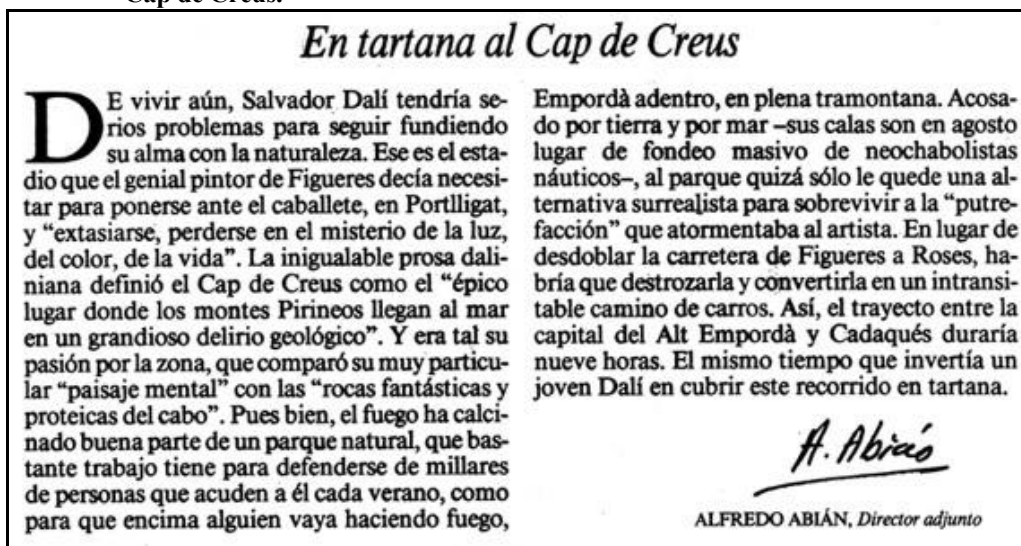 Cap de Creus.
En tartana al Cap de Creus
DE vivir aún, Salvador Dalí tendría se-
rios problemas para seguir fundiendo
su alma con la naturaleza. Ese es el esta-
dio que el genial pintor de Figueres decía necesi-
tar para ponerse ante el caballete, en Portlligat,
y “extasiarse, perderse en el misterio de la luz,
del color, de la vida”. La inigualable prosa dali-
niana definió el Cap de Creus como el “épico
lugar donde los montes Pirineos llegan al mar
en un grandioso delirio geológico”. Y era tal su
pasión por la zona, que comparó su muy particu-
lar “paisaje mental” con las “rocas fantásticas y
proteicas del cabo”. Pues bien, el fuego ha calci-
nado buena parte de un parque natural, que bas-
tante trabajo tiene para defenderse de millares
de personas que acuden a él cada verano, como
para que encima alguien vaya haciendo fuego,
Empordà adentro, en plena tramontana. Acosa-
do por tierra y por mar –sus calas son en agosto
lugar de fondeo masivo de neochabolistas
náuticos–, al parque quizá sólo le quede una al-
ternativa surrealista para sobrevivir a la “putre-
facción” que atormentaba al artista. En lugar de
desdoblar la carretera de Figueres a Roses, ha-
bría que destrozarla y convertirla en un intransi-
table camino de carros. Así, el trayecto entre la
capital del Alt Empordà y Cadaqués duraría
nueve horas. El mismo tiempo que invertía un
joven Dalí en cubrir este recorrido en tartana.
A. Abián
ALFREDO ABIÁN, Director adjunto